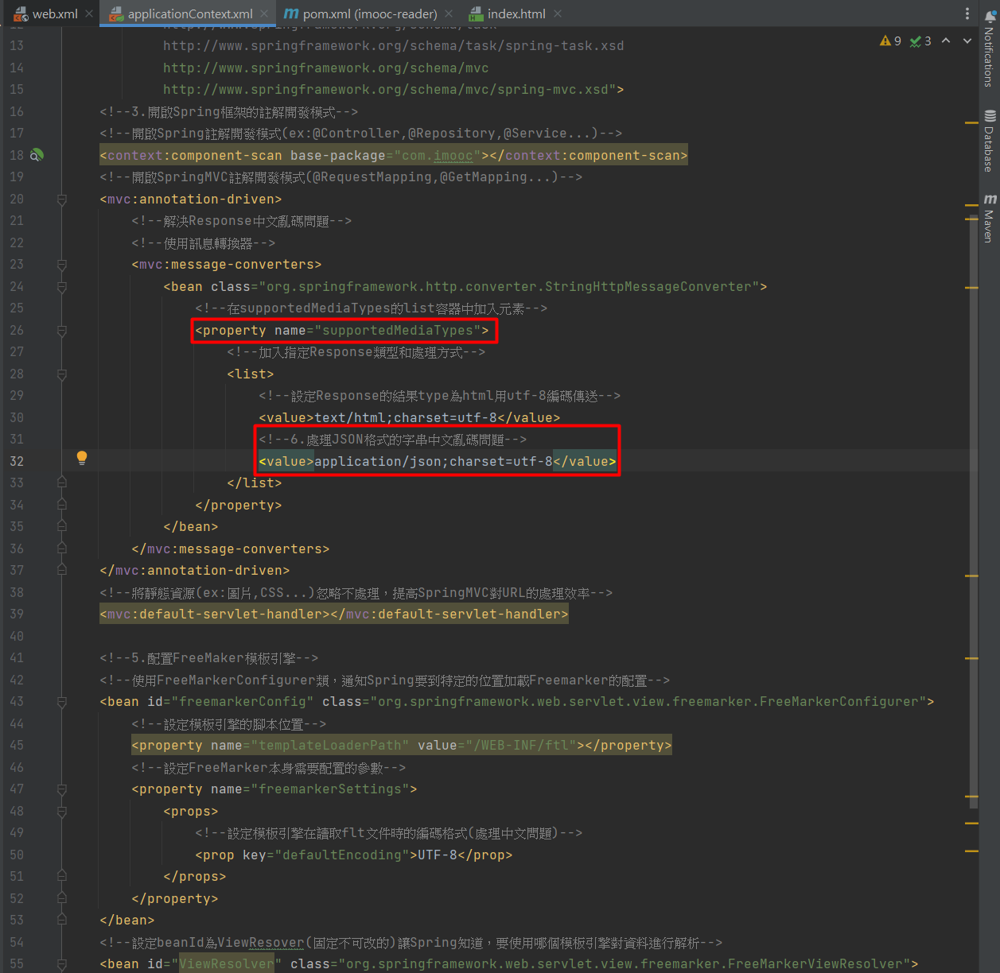 web.xml
applicationContext.xml
pom.xml (imooc-reader)
index.html
9
3
Notifications
Database
Maven
13 http://www.springframework.org/schema/task/spring-task.xsd
14 http://www.springframework.org/schema/mvc
15 http://www.springframework.org/schema/mvc/spring-mvc.xsd">
16 <!--3.開啟Spring框架的註解開發模式-->
17 <!--開啟Spring註解開發模式(ex:@Controller,@Repository,@Service...)-->
18 <context:component-scan base-package="com.imooc"></context:component-scan>
19 <!--開啟SpringMVC註解開發模式(@RequestMapping,@GetMapping...)-->
20 <mvc:annotation-driven>
21 <!--解決Response中文亂碼問題-->
22 <!--使用訊息轉換器-->
23 <mvc:message-converters>
24 <bean class="org.springframework.http.converter.StringHttpMessageConverter">
25 <!--在supportedMediaTypes的list容器中加入元素-->
26 <property name="supportedMediaTypes">
27 <!--加入指定Response類型和處理方式-->
28 <list>
29 <!--設定Response的結果type為html用utf-8編碼傳送-->
30 <value>text/html;charset=utf-8</value>
31 <!--6.處理JSON格式的字串中文亂碼問題-->
32 <value>application/json;charset=utf-8</value>
33 </list>
34 </property>
35 </bean>
36 </mvc:message-converters>
37 </mvc:annotation-driven>
38 <!--將靜態資源(ex:圖片,CSS...)忽略不處理，提高SpringMVC對URL的處理效率-->
39 <mvc:default-servlet-handler></mvc:default-servlet-handler>
40
41 <!--5.配置FreeMaker模板引擎-->
42 <!--使用FreeMarkerConfigurer類，通知Spring要到特定的位置加載Freemarker的配置-->
43 <bean id="freemarkerConfig" class="org.springframework.web.servlet.view.freemarker.FreeMarkerConfigurer">
44 <!--設定模板引擎的腳本位置-->
45 <property name="templateLoaderPath" value="/WEB-INF/ftl"></property>
46 <!--設定FreeMarker本身需要配置的參數-->
47 <property name="freemarkerSettings">
48 <props>
49 <!--設定模板引擎在讀取flt文件時的編碼格式(處理中文問題)-->
50 <prop key="defaultEncoding">UTF-8</prop>
51 </props>
52 </property>
53 </bean>
54 <!--設定beanId為ViewResover(固定不可改的)讓Spring知道，要使用哪個模板引擎對資料進行解析-->
55 <bean id="ViewResolver" class="org.springframework.web.servlet.view.freemarker.FreeMarkerViewResolver">